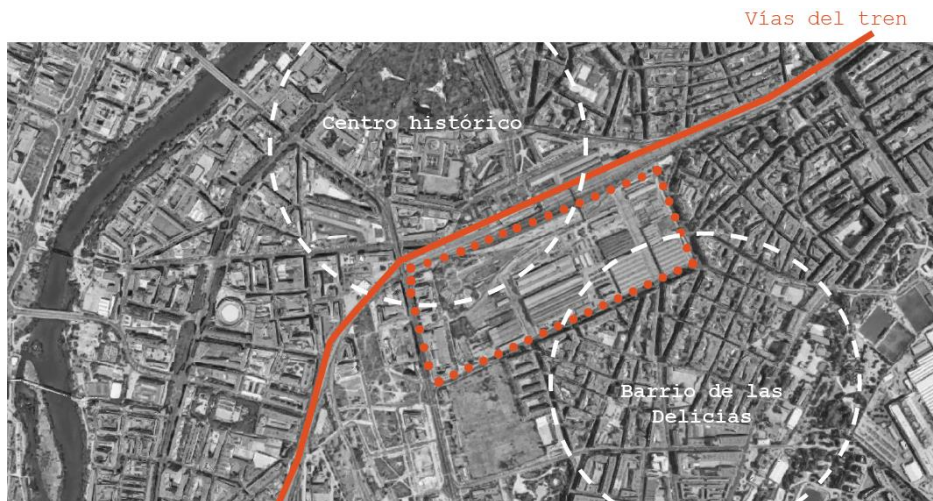 Vías del tren
Centro histórico
Barrio de las
Delicias